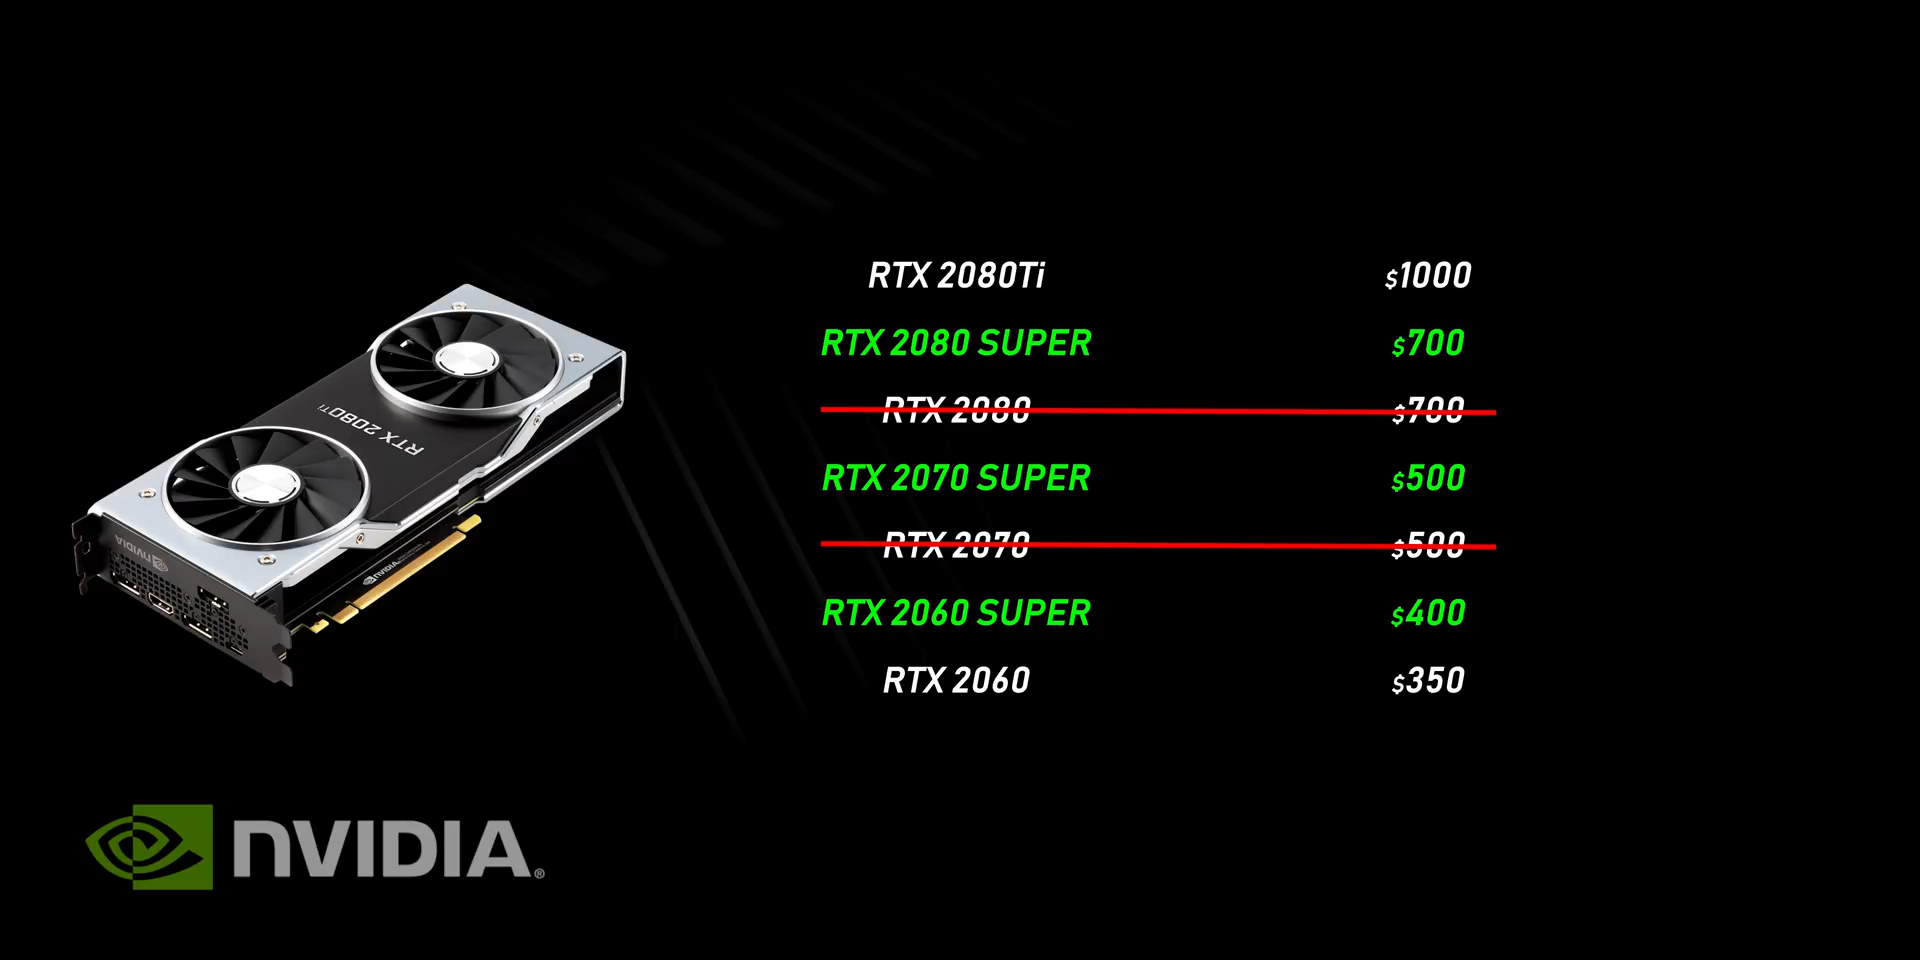 RTX 2080Ti $1000
RTX 2080 SUPER $700
RTX 2080 $700
RTX 2070 SUPER $500
RTX 2070 $500
RTX 2060 SUPER $400
RTX 2060 $350
RTX 2080Ti
NVIDIA
NVIDIA
NVIDIA®